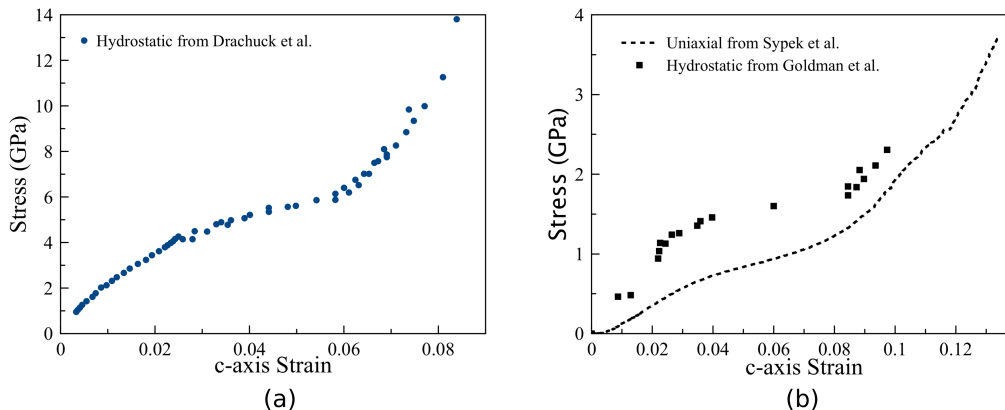 14
12
10
8
6
4
2
0
Stress (GPa)
Hydrostatic from Drachuck et al.
0
0.02
0.04
0.06
0.08
c-axis Strain
(a)
4
3
2
1
0
Stress (GPa)
Uniaxial from Sypek et al.
Hydrostatic from Goldman et al.
0
0.02
0.04
0.06
0.08
0.1
0.12
c-axis Strain
(b)